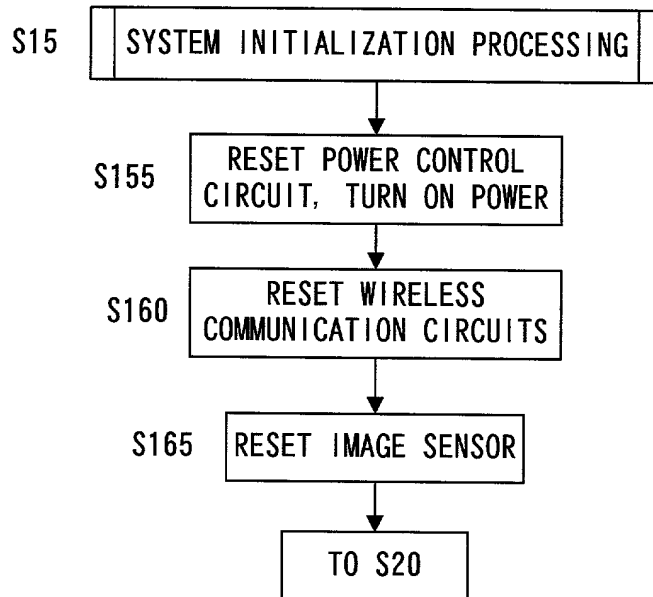 S15 SYSTEM INITIALIZATION PROCESSING
S155 RESET POWER CONTROL
CIRCUIT, TURN ON POWER
S160 RESET WIRELESS
COMMUNICATION CIRCUITS
S165 RESET IMAGE SENSOR
TO S20